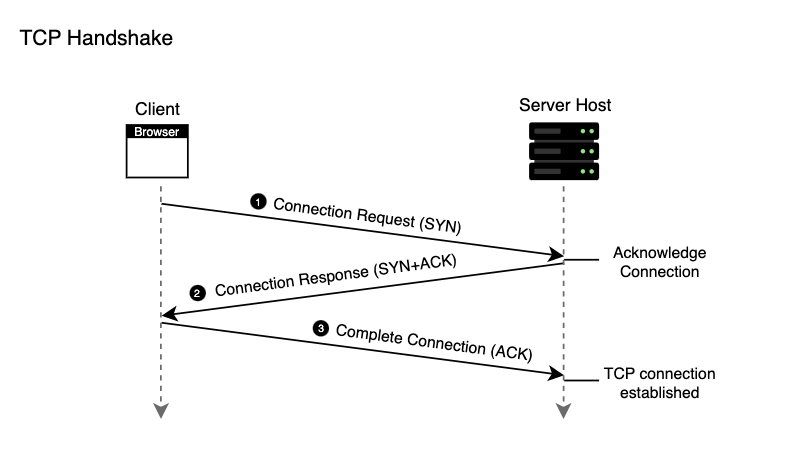 TCP Handshake
Client
Browser
Server Host
1 Connection Request (SYN)
Acknowledge
Connection
2 Connection Response (SYN+ACK)
3 Complete Connection (ACK)
TCP connection
established